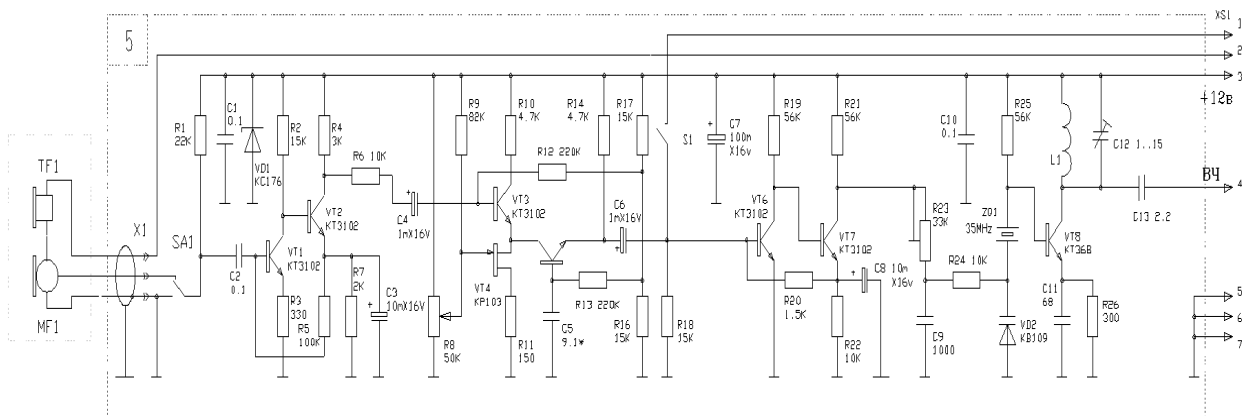 5
XS1
1
2
3
+12в
ВЧ
4
5
6
7
TF1
MF1
X1
SA1
R1
22K
C1
0.1
VD1
KC176
R2
15K
R4
3K
R6 10K
VT2
KT3102
C2
0.1
VT1
KT3102
R3
330
R5
100K
R7
2K
C3
10mX16V
C4
1mX16V
R9
82K
R10
4.7K
R12 220K
R14
4.7K
R17
15K
VT3
KT3102
VT4
KP103
R8
50K
R11
150
R13 220K
C5
9.1*
C6
1mX16V
R16
15K
R18
15K
S1
C7
100m
X16v
R19
56K
R21
56K
VT6
KT3102
VT7
KT3102
R20
1.5K
R22
10K
C8 10m
X16v
R23
33K
R24 10K
C9
1000
C10
0.1
ZQ1
35MHz
VD2
KB109
R25
56K
L1
C12 1..15
C13 2.2
VT8
KT36B
C11
68
R26
300